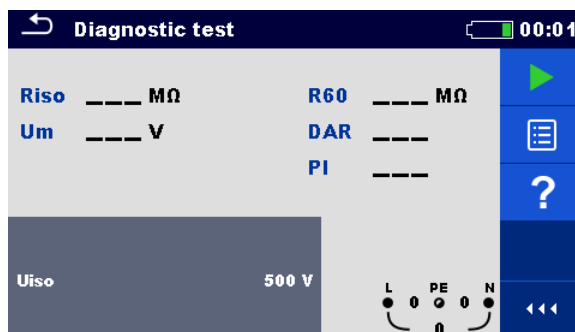 Diagnostic test 00:01
Riso ___ MΩ R60 ___ MΩ
Um ___ V DAR ___
PI ___
?
Uiso 500 V
L PE N
0 0
0